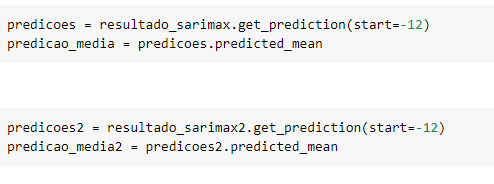 predicoes = resultado_sarimax.get_prediction(start=-12)
predicao_media = predicoes.predicted_mean
predicoes2 = resultado_sarimax2.get_prediction(start=-12)
predicao_media2 = predicoes2.predicted_mean